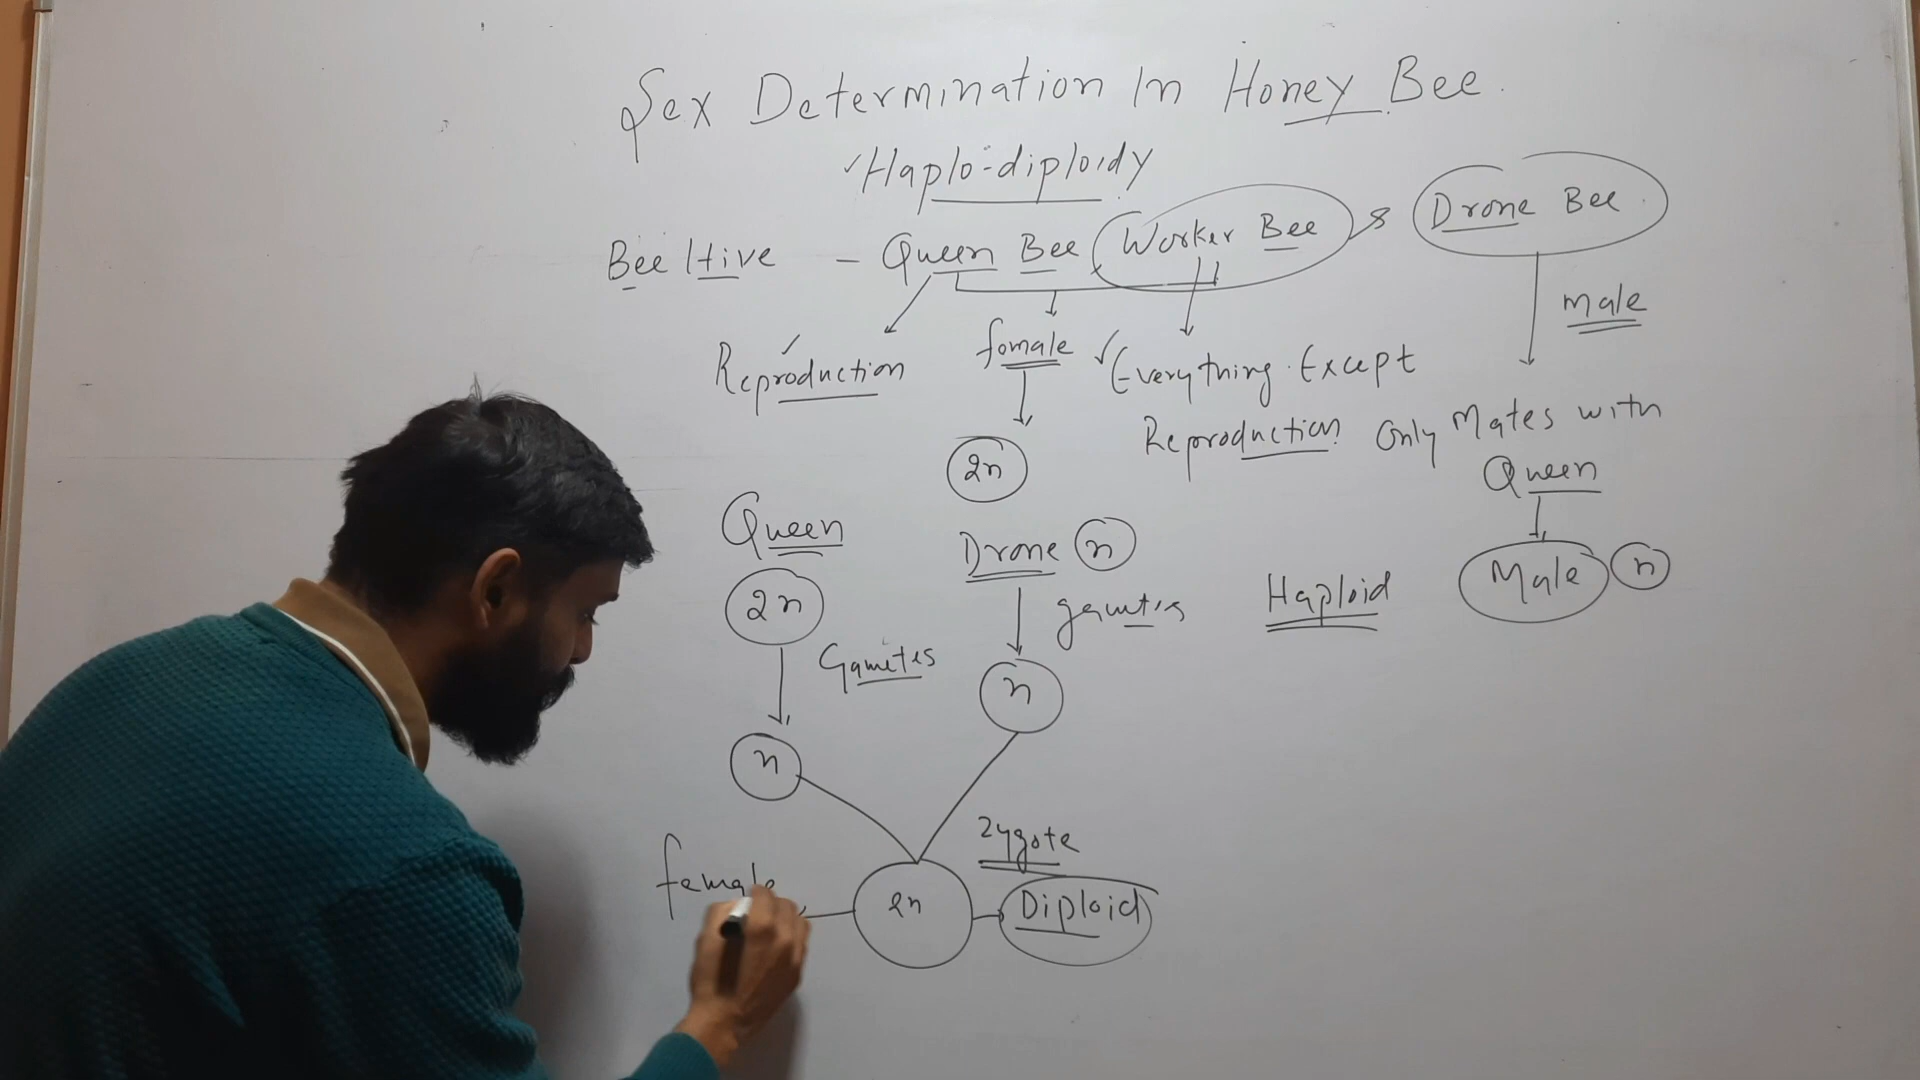 Sex Determination In Honey Bee.
✓Haplo-diploidy
Bee Hive - Queen Bee Worker Bee & Drone Bee
male
Reproduction ✓ fomale ✓Everything Except
Reproduction Only Mates with
Queen
2n
Queen Drone n
2n gametes Haploid Male n
Gametes
n
n
Zygote
female 2n Diploid